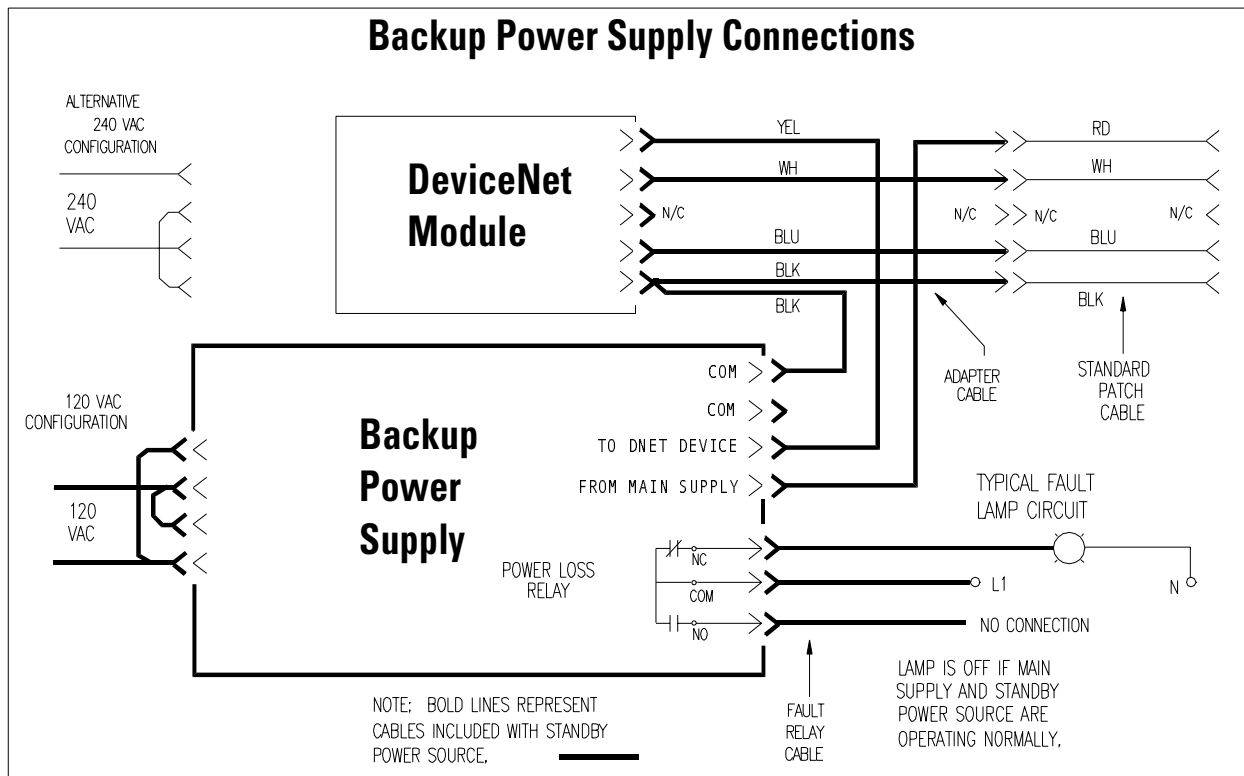 Backup Power Supply Connections
ALTERNATIVE
240 VAC
CONFIGURATION
240
VAC
DeviceNet
Module
YEL
WH
N/C
BLU
BLK
BLK
N/C
N/C
N/C
RD
WH
BLU
BLK
ADAPTER
CABLE
STANDARD
PATCH
CABLE
120 VAC
CONFIGURATION
120
VAC
Backup
Power
Supply
COM
COM
TO DNET DEVICE
FROM MAIN SUPPLY
POWER LOSS
RELAY
NC
COM
NO
TYPICAL FAULT
LAMP CIRCUIT
L1
N
NO CONNECTION
FAULT
RELAY
CABLE
LAMP IS OFF IF MAIN
SUPPLY AND STANDBY
POWER SOURCE ARE
OPERATING NORMALLY,
NOTE; BOLD LINES REPRESENT
CABLES INCLUDED WITH STANDBY
POWER SOURCE,